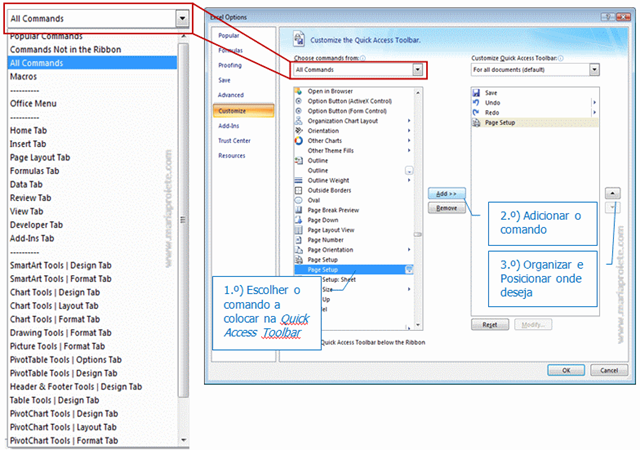 All Commands
Popular Commands
Commands Not in the Ribbon
All Commands
Macros
----------
Office Menu
----------
Home Tab
Insert Tab
Page Layout Tab
Formulas Tab
Data Tab
Review Tab
View Tab
Developer Tab
Add-Ins Tab
----------
SmartArt Tools | Design Tab
SmartArt Tools | Format Tab
Chart Tools | Design Tab
Chart Tools | Layout Tab
Chart Tools | Format Tab
Drawing Tools | Format Tab
Picture Tools | Format Tab
PivotTable Tools | Options Tab
PivotTable Tools | Design Tab
Header & Footer Tools | Design Tab
Table Tools | Design Tab
PivotChart Tools | Design Tab
PivotChart Tools | Layout Tab
PivotChart Tools | Format Tab
www.mariaproiete.com
Excel Options
Popular
Formulas
Proofing
Save
Advanced
Customize
Add-Ins
Trust Center
Resources
Customize the Quick Access Toolbar.
Choose commands from:
All Commands
Open in Browser
Option Button (ActiveX Control)
Option Button (Form Control)
Organization Chart Layout
Orientation
Other Charts
Other Theme Fills
Outline
Outline
Outline Weight
Outside Borders
Oval
Page Break Preview
Page Down
Page Layout View
Page Number
Page Orientation
Page Setup
Page Setup
Setup: Sheet
Size
Up
Quick Access Toolbar below the Ribbon
Add >>
Remove
Customize Quick Access Toolbar:
For all documents (default)
Save
Undo
Redo
Page Setup
Reset
Modify...
OK
Cancel
1.º) Escolher o
comando a
colocar na Quick
Access Toolbar
2.º) Adicionar o
comando
3.º) Organizar e
Posicionar onde
deseja
www.mariaproiete.com